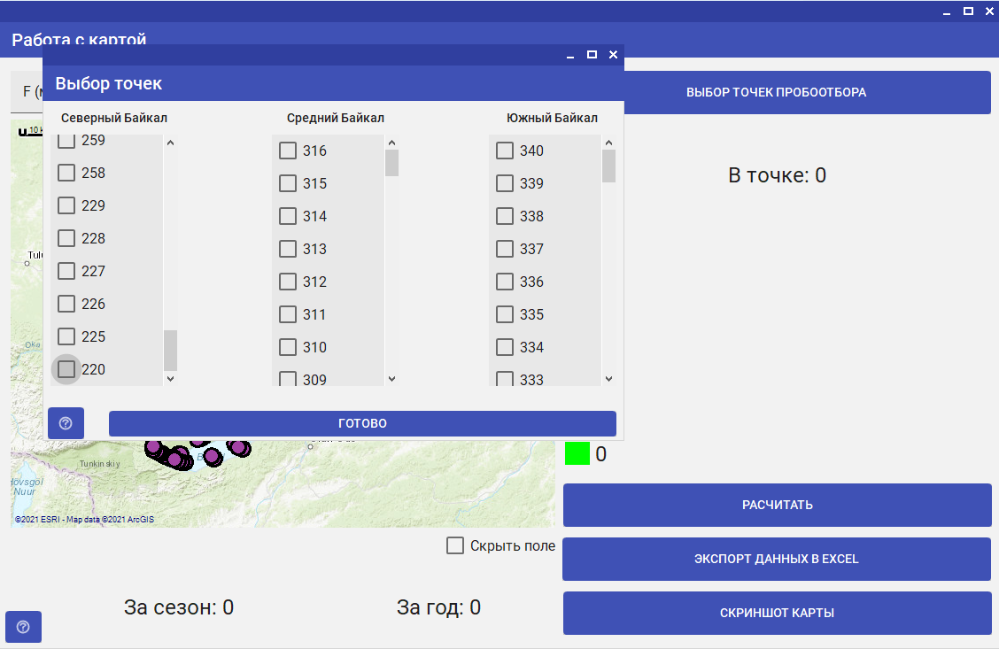 Работа с картой
Выбор точек
F (
ВЫБОР ТОЧЕК ПРОБООТБОРА
Северный Байкал
Средний Байкал
Южный Байкал
259
258
229
228
227
226
225
220
316
315
314
313
312
311
310
309
340
339
338
337
336
335
334
333
ГОТОВО
10 k
Tulu
Oka
Tunkinskiy
Hovsgol
Nuur
©2021 ESRI - Map data ©2021 ArcGIS
В точке: 0
0
РАСЧИТАТЬ
Скрыть поле
ЭКСПОРТ ДАННЫХ В EXCEL
За сезон: 0
За год: 0
СКРИНШОТ КАРТЫ